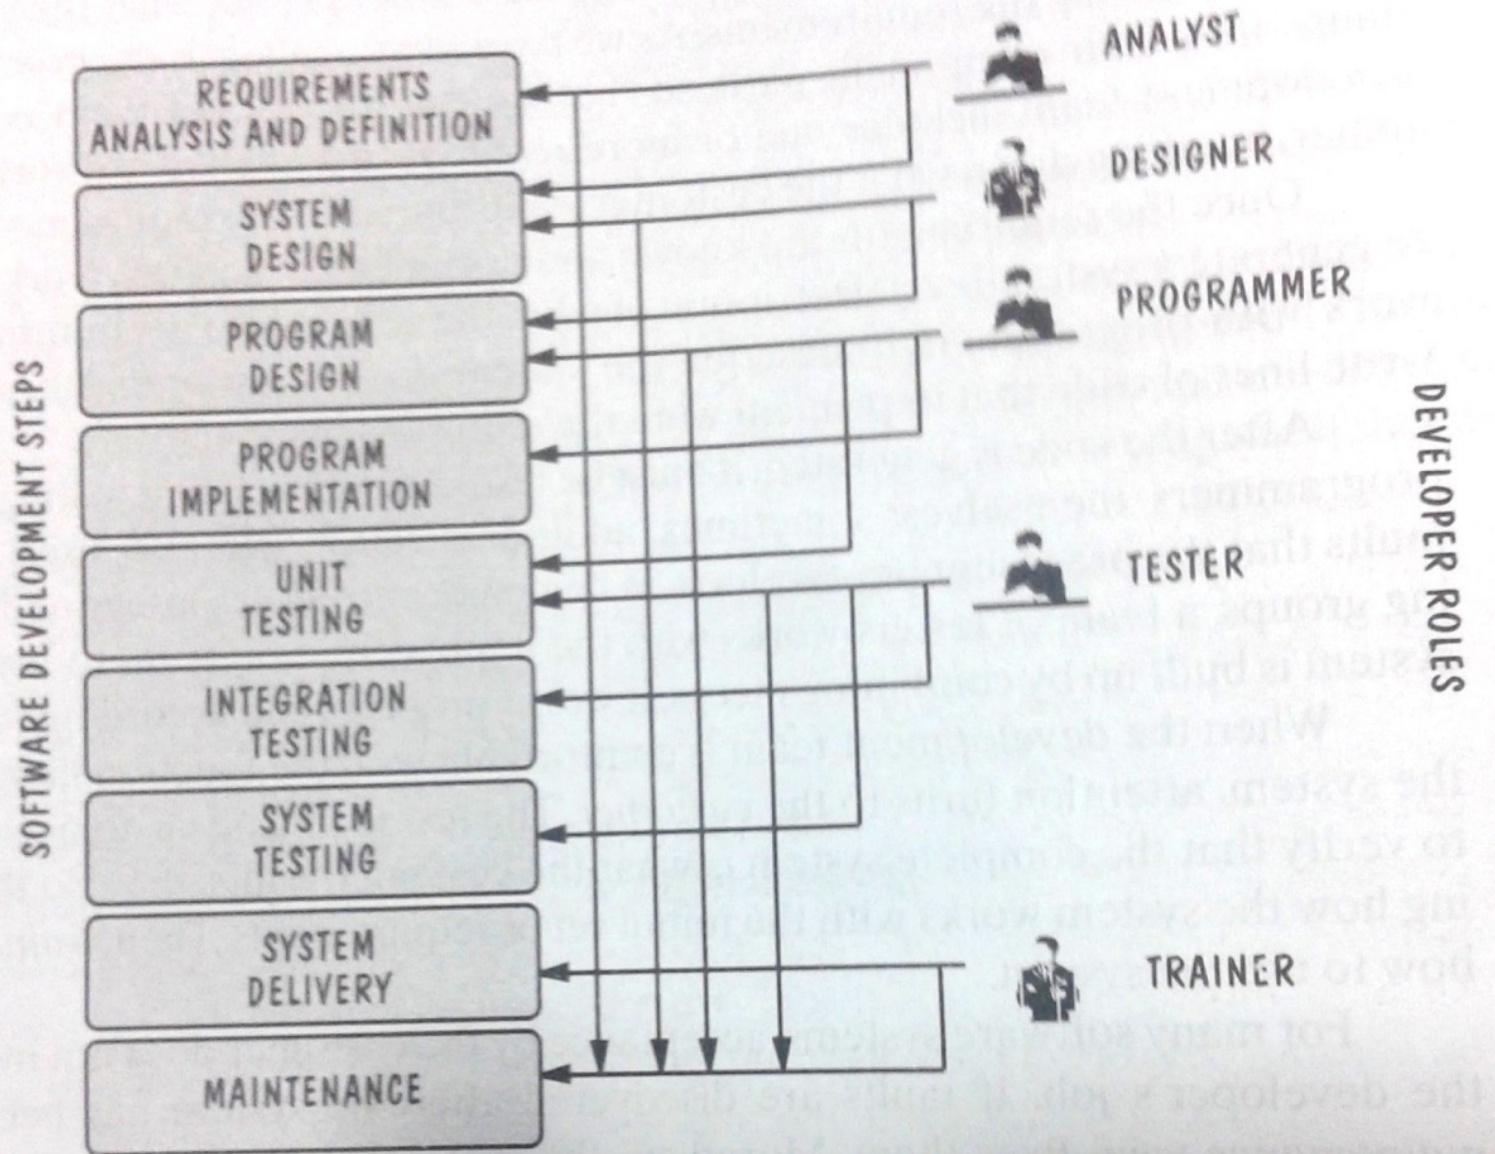 SOFTWARE DEVELOPMENT STEPS
REQUIREMENTS
ANALYSIS AND DEFINITION
SYSTEM
DESIGN
PROGRAM
DESIGN
PROGRAM
IMPLEMENTATION
UNIT
TESTING
INTEGRATION
TESTING
SYSTEM
TESTING
SYSTEM
DELIVERY
MAINTENANCE
ANALYST
DESIGNER
PROGRAMMER
TESTER
TRAINER
DEVELOPER ROLES